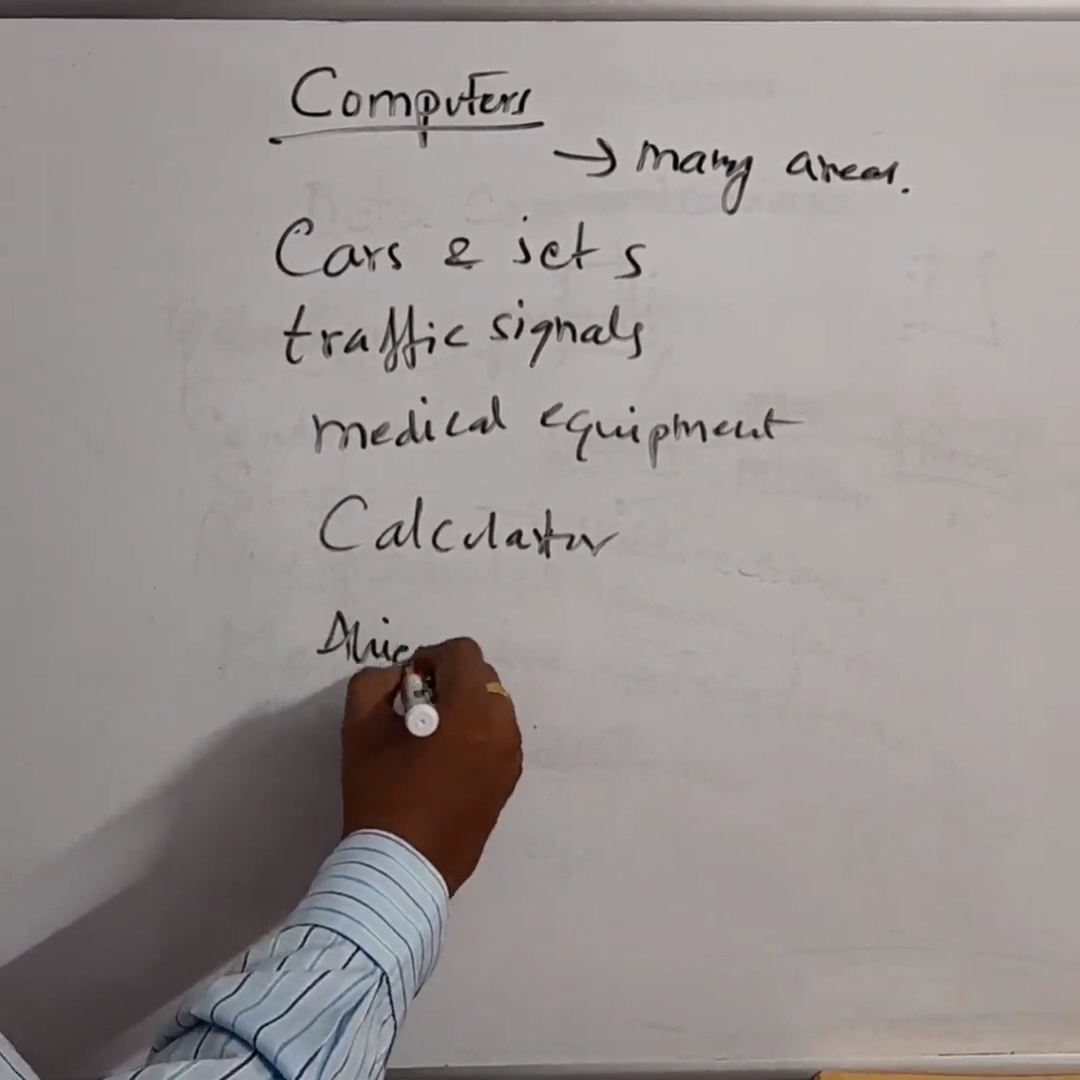 Computers
→ many areas.
Cars & jets
traffic signals
medical equipment
Calculator